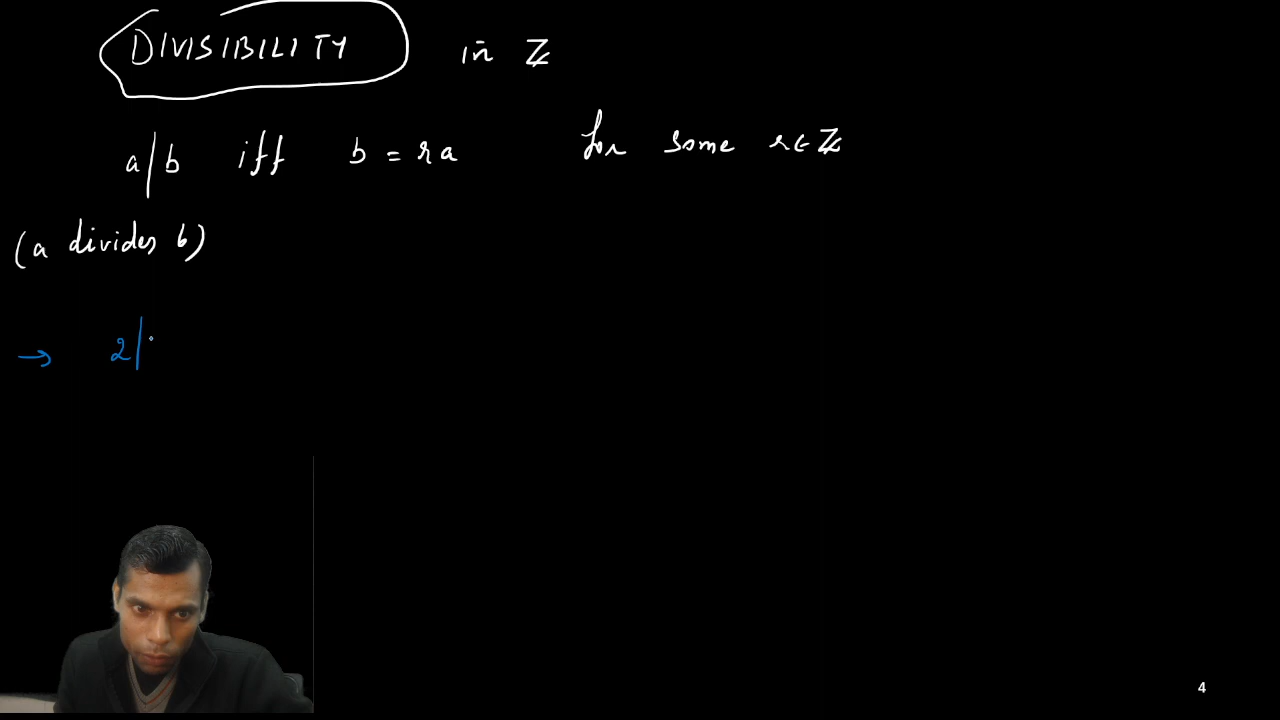 DIVISIBILITY in ℤ
a|b iff b = ra for some r∈ℤ
(a divides b)
→ 2|
4